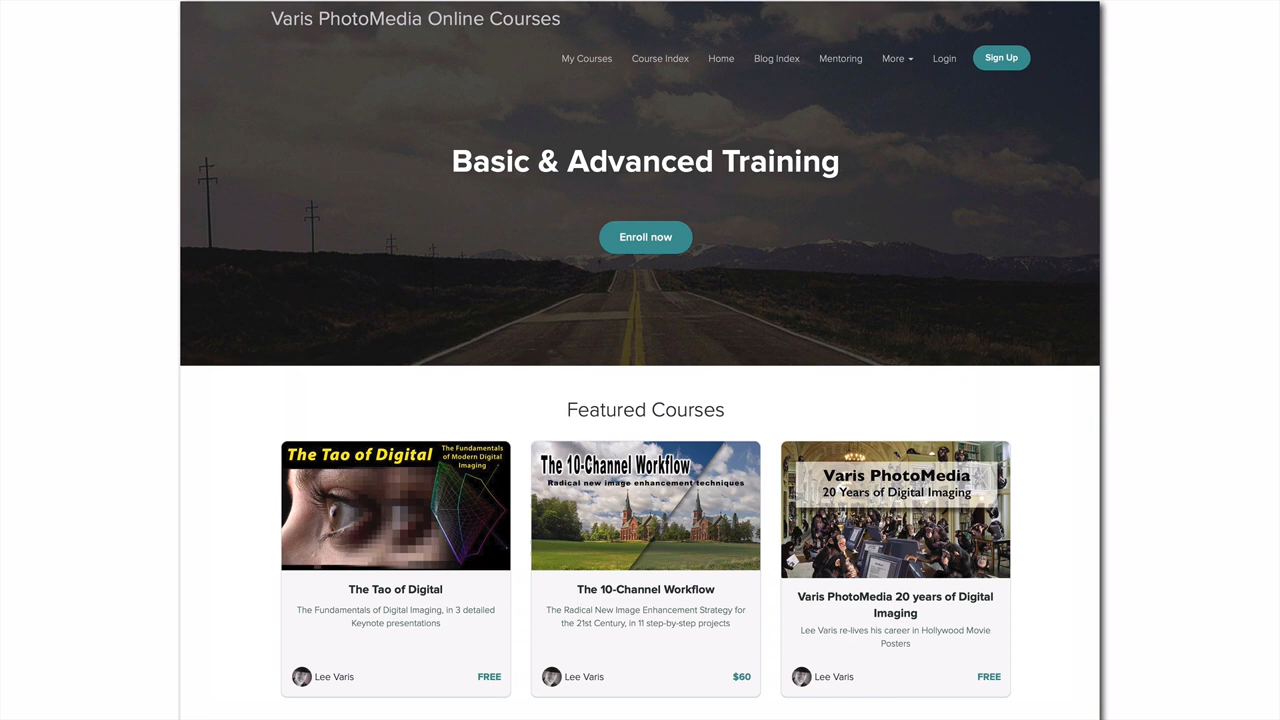 Varis PhotoMedia Online Courses
My Courses Course Index Home Blog Index Mentoring More Login Sign Up
Basic & Advanced Training
Enroll now
Featured Courses
The Tao of Digital
The Fundamentals
of Modern Digital
Imaging
The Tao of Digital
The Fundamentals of Digital Imaging, in 3 detailed
Keynote presentations
Lee Varis FREE
The 10-Channel Workflow
Radical new image enhancement techniques
The 10-Channel Workflow
The Radical New Image Enhancement Strategy for
the 21st Century, in 11 step-by-step projects
Lee Varis $60
Varis PhotoMedia
20 Years of Digital Imaging
Varis PhotoMedia 20 years of Digital
Imaging
Lee Varis re-lives his career in Hollywood Movie
Posters
Lee Varis FREE